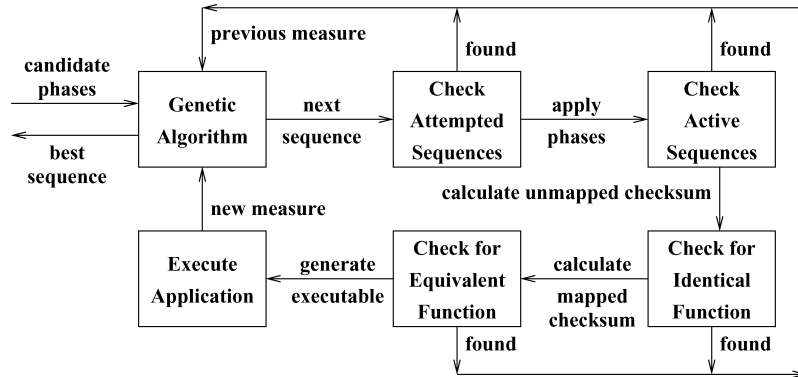 previous measure
found
found
candidate
phases
Genetic
Algorithm
next
sequence
Check
Attempted
Sequences
apply
phases
Check
Active
Sequences
best
sequence
calculate unmapped checksum
new measure
Execute
Application
generate
executable
Check for
Equivalent
Function
calculate
mapped
checksum
Check for
Identical
Function
found
found